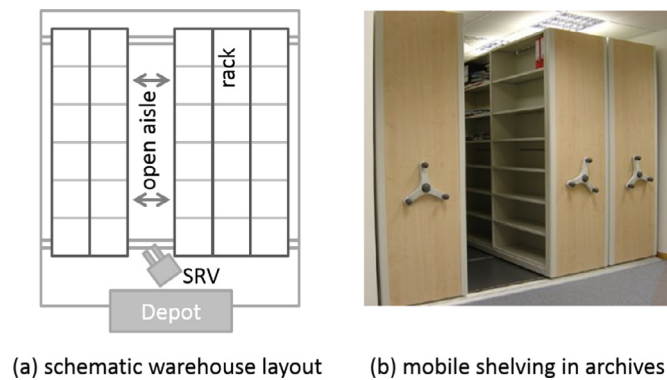 rack
open aisle
SRV
Depot
(a) schematic warehouse layout
(b) mobile shelving in archives